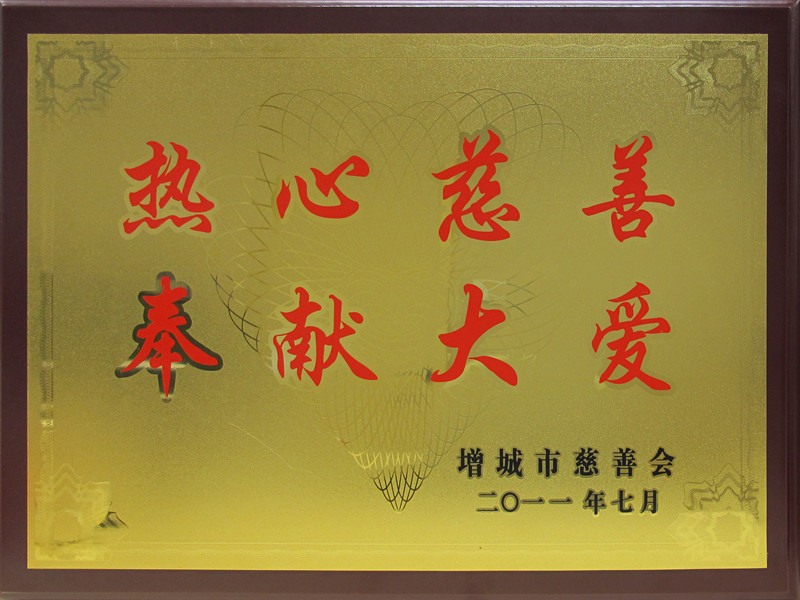 热心慈善
奉献大爱
增城市慈善会
二〇一一年七月